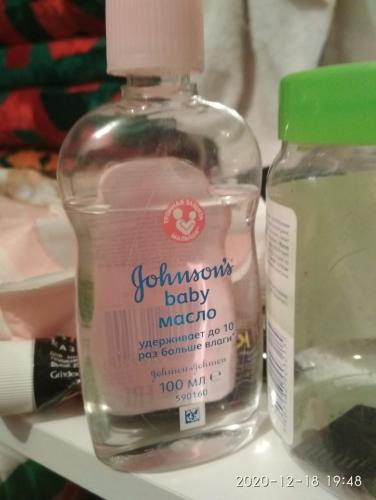 Johnson's
baby
масло
удерживает до 10
раз больше влаги*
Johnson & Johnson
100 МЛ ℮
590160
2020-12-18 19:48